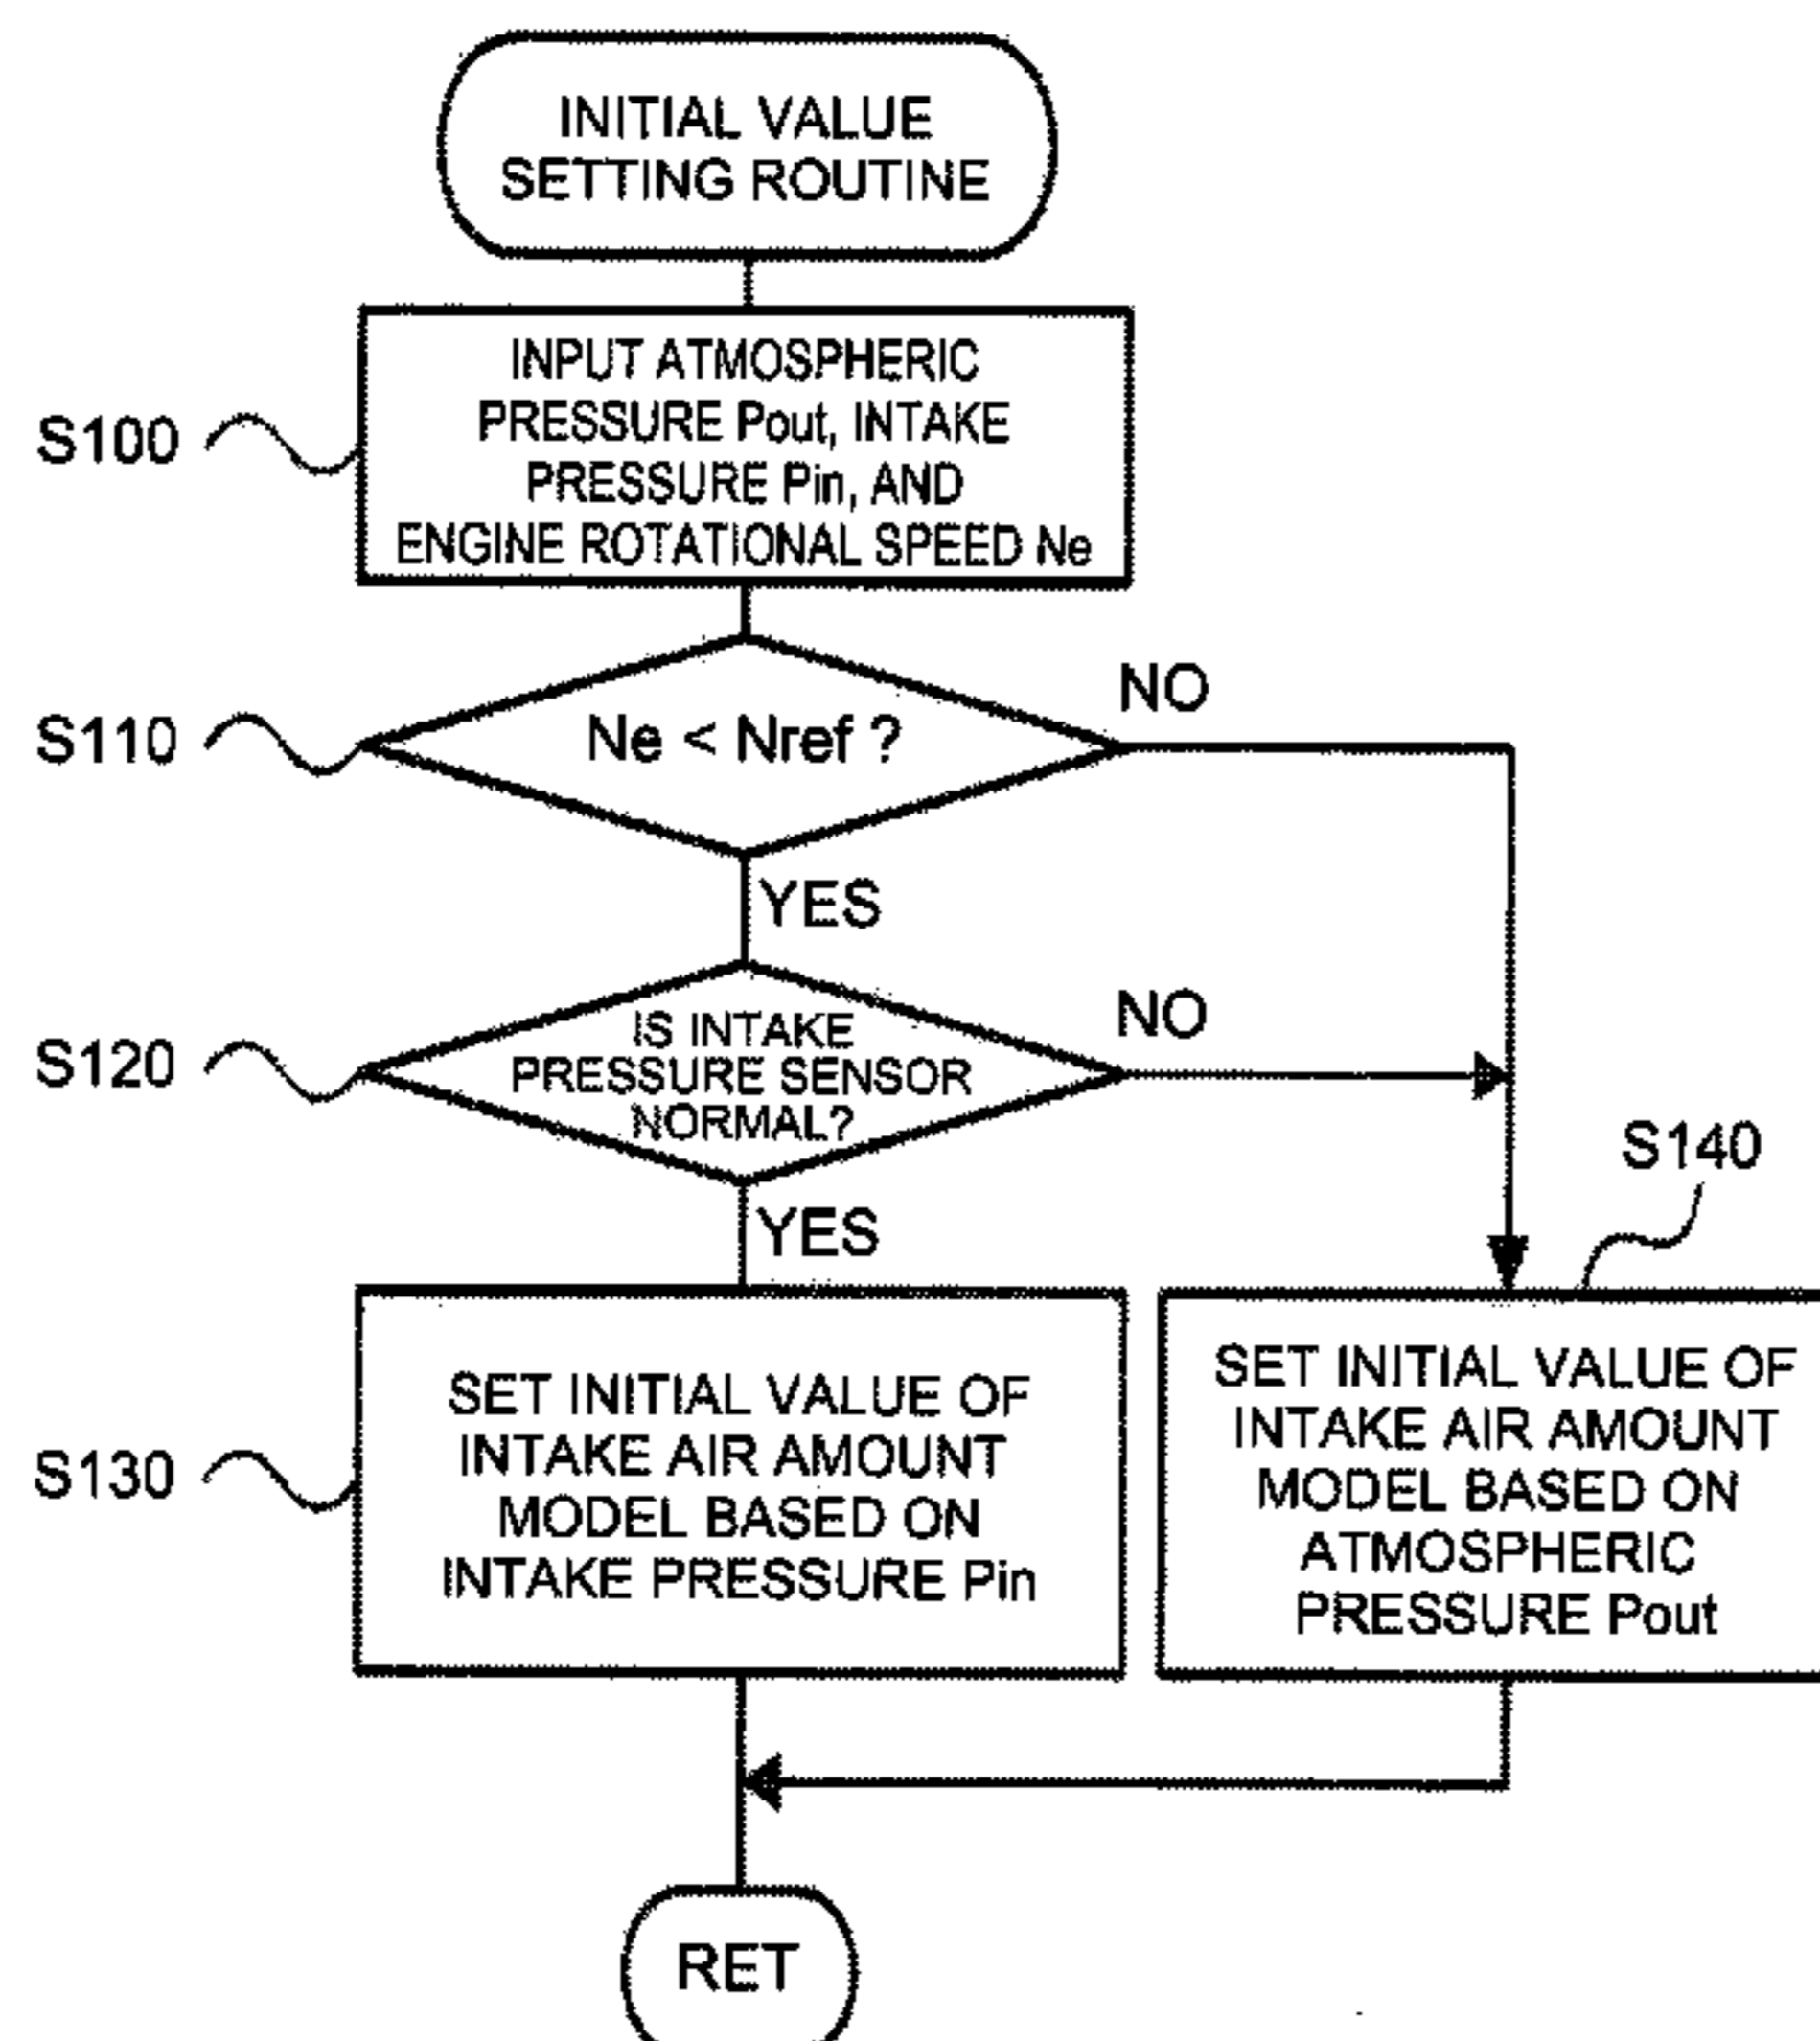 INITIAL VALUE
SETTING ROUTINE
INPUT ATMOSPHERIC
PRESSURE Pout, INTAKE
PRESSURE Pin, AND
ENGINE ROTATIONAL SPEED Ne
S100
Ne < Nref ?
NO
S110
YES
IS INTAKE
PRESSURE SENSOR
NORMAL?
NO
S120
YES
S140
SET INITIAL VALUE OF
INTAKE AIR AMOUNT
MODEL BASED ON
INTAKE PRESSURE Pin
S130
SET INITIAL VALUE OF
INTAKE AIR AMOUNT
MODEL BASED ON
ATMOSPHERIC
PRESSURE Pout
RET